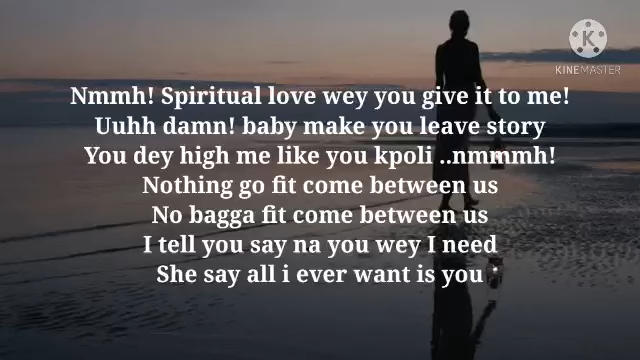 KINEMASTER
Nmmh! Spiritual love wey you give it to me!
Uuhh damn! baby make you leave story
You dey high me like you kpoli ..nmmmh!
Nothing go fit come between us
No bagga fit come between us
I tell you say na you wey I need
She say all i ever want is you